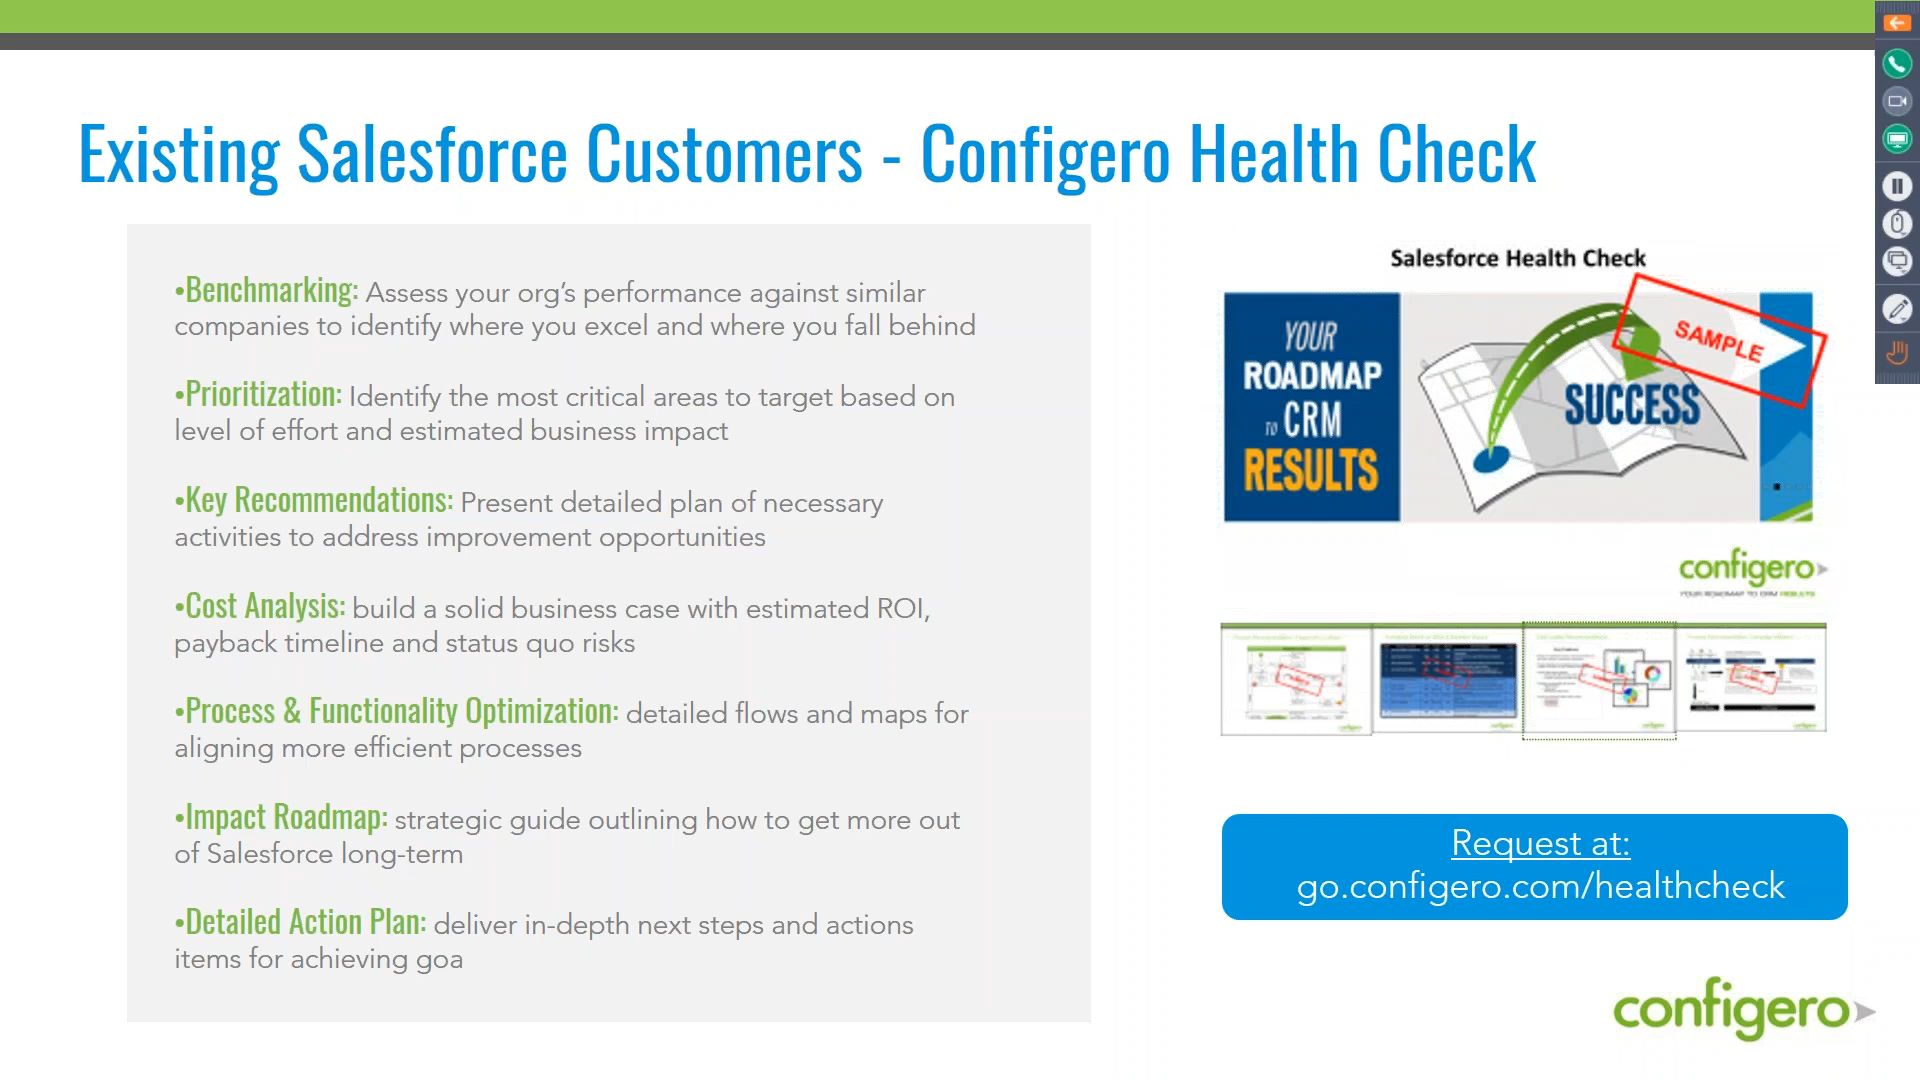 Existing Salesforce Customers - Configero Health Check
•Benchmarking: Assess your org’s performance against similar
companies to identify where you excel and where you fall behind
•Prioritization: Identify the most critical areas to target based on
level of effort and estimated business impact
•Key Recommendations: Present detailed plan of necessary
activities to address improvement opportunities
•Cost Analysis: build a solid business case with estimated ROI,
payback timeline and status quo risks
•Process & Functionality Optimization: detailed flows and maps for
aligning more efficient processes
•Impact Roadmap: strategic guide outlining how to get more out
of Salesforce long-term
•Detailed Action Plan: deliver in-depth next steps and actions
items for achieving goa
Salesforce Health Check
YOUR
ROADMAP
TO CRM
RESULTS
SUCCESS
SAMPLE
configero
YOUR ROADMAP TO CRM RESULTS
Request at:
go.configero.com/healthcheck
configero